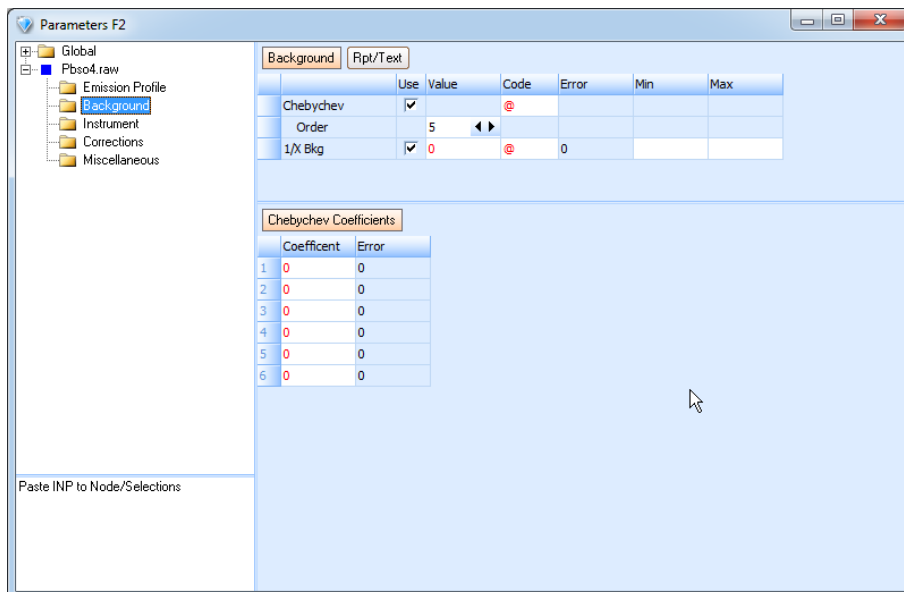 Parameters F2
Global
Pbso4.raw
Emission Profile
Background
Instrument
Corrections
Miscellaneous
Paste INP to Node/Selections
Background Rpt/Text
Use Value Code Error Min Max
Chebychev @
Order 5
1/X Bkg 0 @ 0
Chebychev Coefficients
Coefficent Error
1 0 0
2 0 0
3 0 0
4 0 0
5 0 0
6 0 0